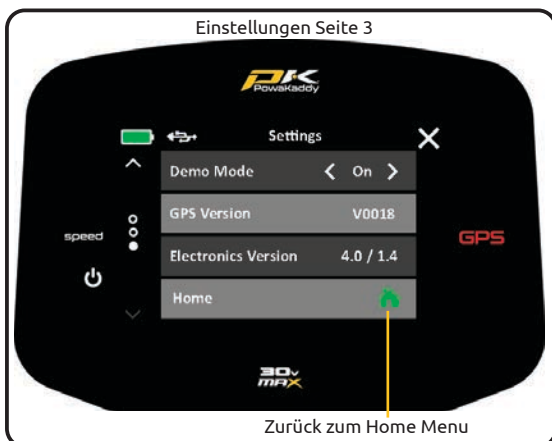 Einstellungen Seite 3
PK
PowaKaddy
Settings
Demo Mode < On >
GPS Version V0018
speed
GPS
Electronics Version 4.0 / 1.4
Home
30v
MAX
Zurück zum Home Menu